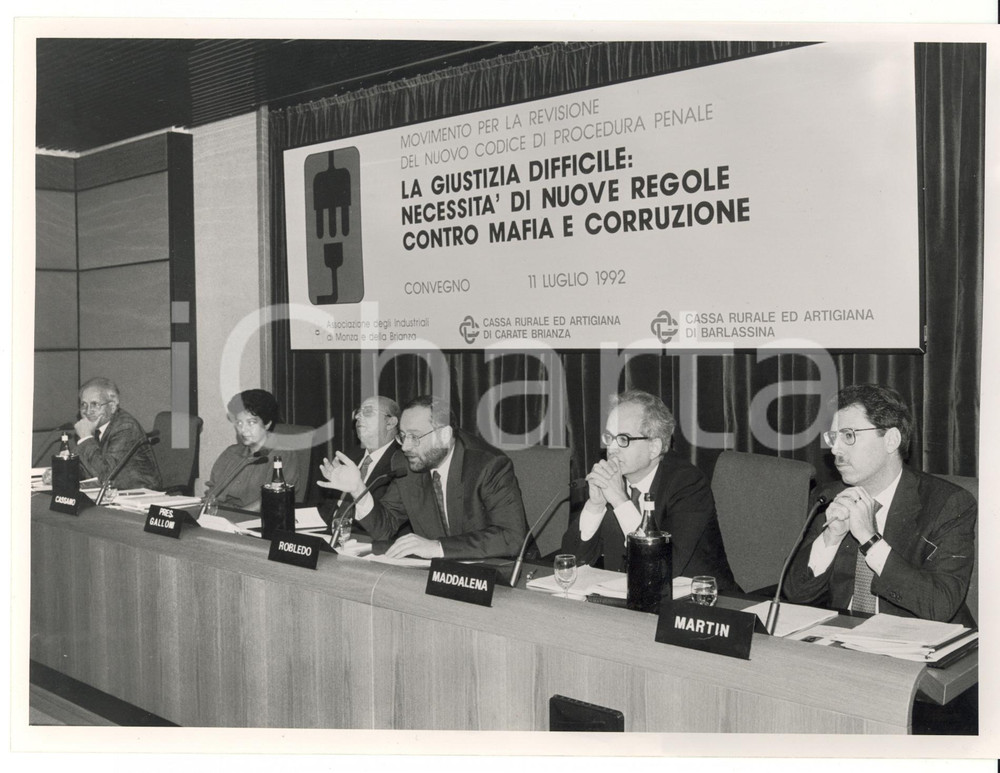 MOVIMENTO PER LA REVISIONE
DEL NUOVO CODICE DI PROCEDURA PENALE
LA GIUSTIZIA DIFFICILE:
NECESSITA' DI NUOVE REGOLE
CONTRO MAFIA E CORRUZIONE
CONVEGNO 11 LUGLIO 1992
Associazione degli Industriali
di Monza e della Brianza
CASSA RURALE ED ARTIGIANA
DI CARATE BRIANZA
CASSA RURALE ED ARTIGIANA
DI BARLASSINA
iCharta
CASSANO
PRES.
GALLONI
ROBLEDO
MADDALENA
MARTIN